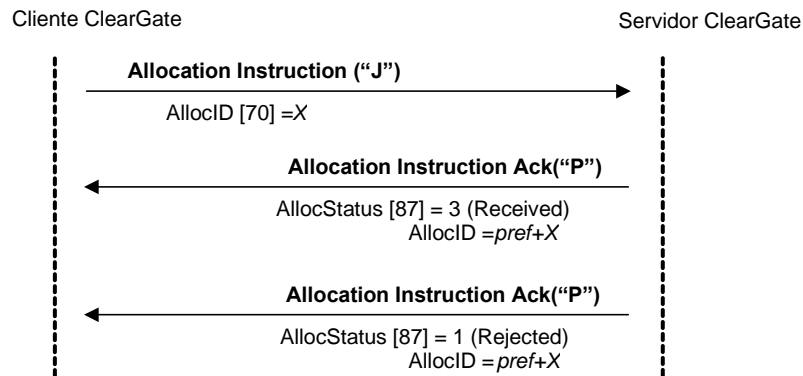 Cliente ClearGate
Servidor ClearGate
Allocation Instruction (“J”)
AllocID [70] =X
Allocation Instruction Ack(“P”)
AllocStatus [87] = 3 (Received)
AllocID =pref+X
Allocation Instruction Ack(“P”)
AllocStatus [87] = 1 (Rejected)
AllocID =pref+X